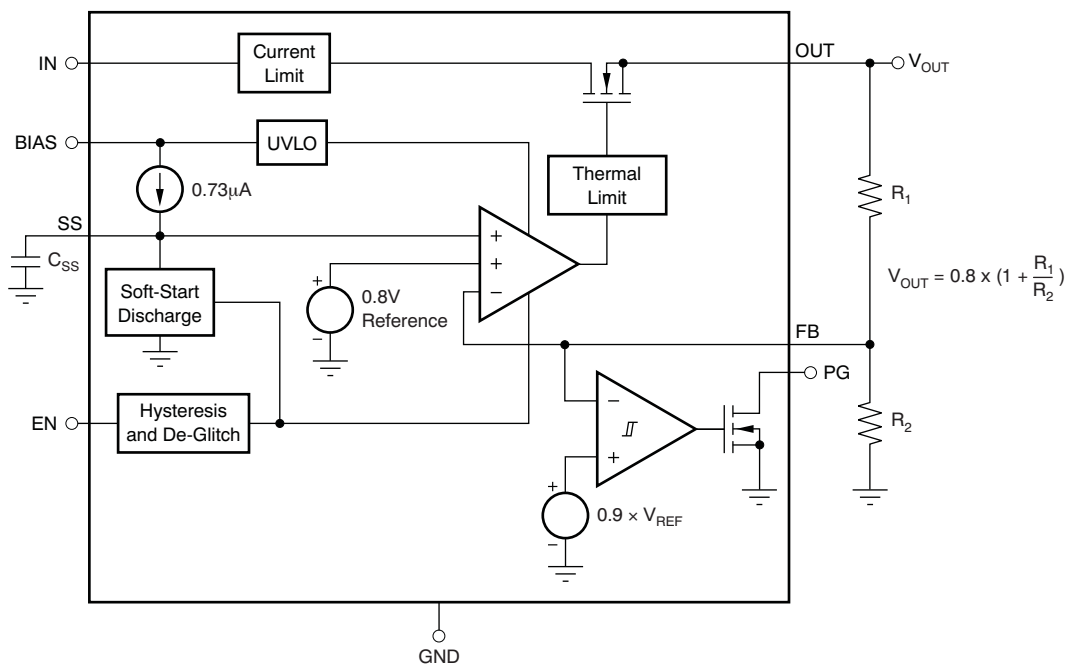 IN
Current
Limit
OUT
V_OUT
BIAS
UVLO
0.73µA
Thermal
Limit
R_1
SS
C_SS
+
+
−
+
−
0.8V
Reference
V_OUT = 0.8 x (1 + R_1/R_2)
Soft-Start
Discharge
FB
PG
EN
Hysteresis
and De-Glitch
−
+
R_2
+
−
0.9 × V_REF
GND